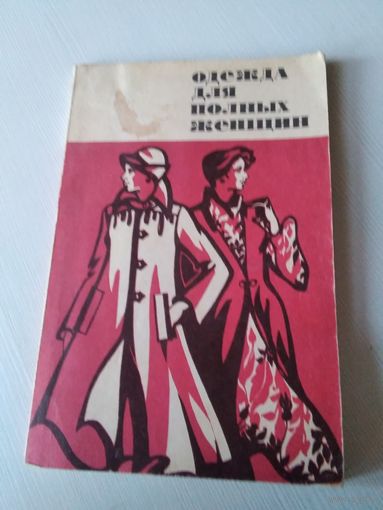 одежда
для
полных
женщин